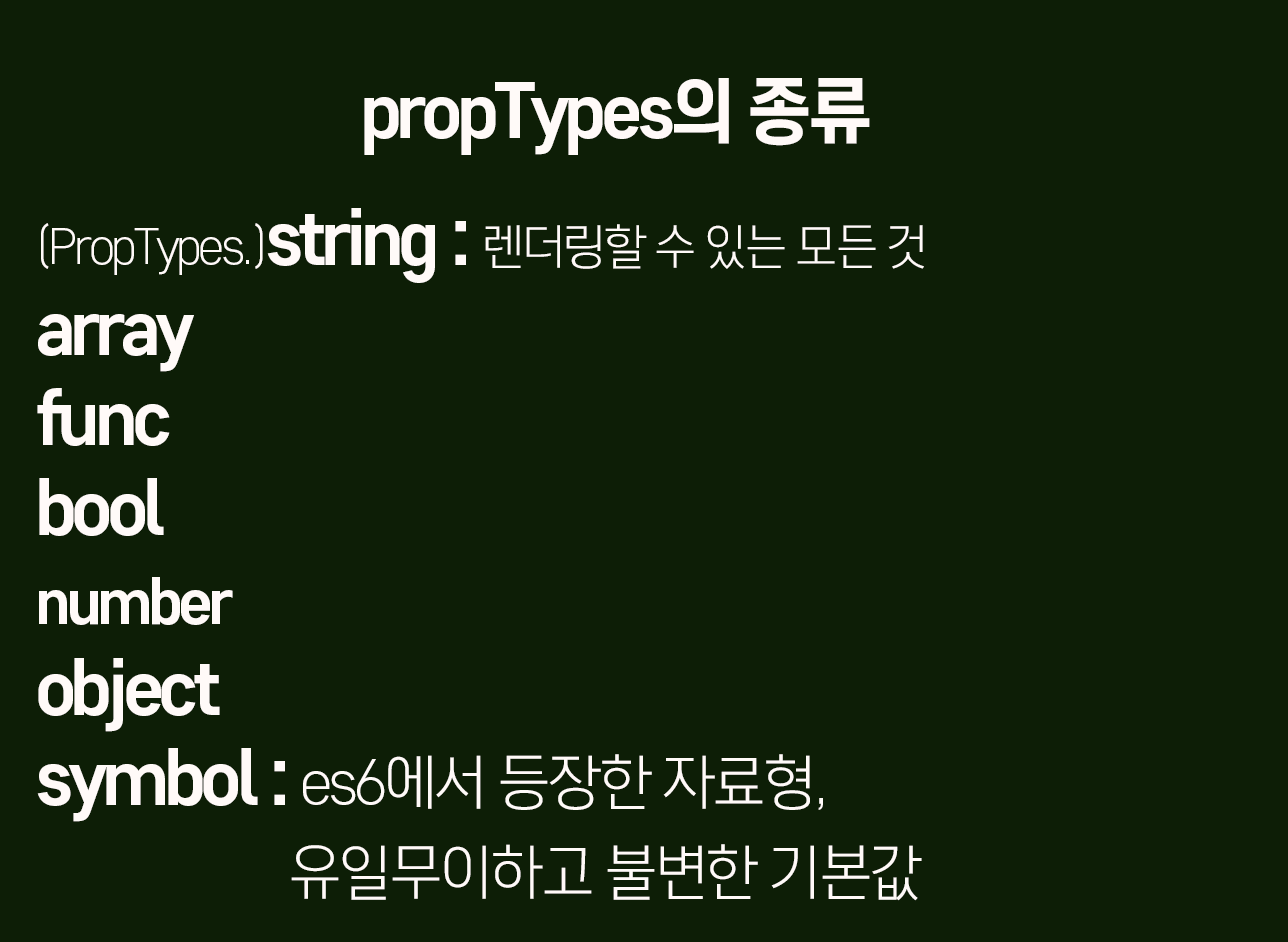 propTypes의 종류
(PropTypes.)string : 렌더링할 수 있는 모든 것
array
func
bool
number
object
symbol : es6에서 등장한 자료형,
유일무이하고 불변한 기본값